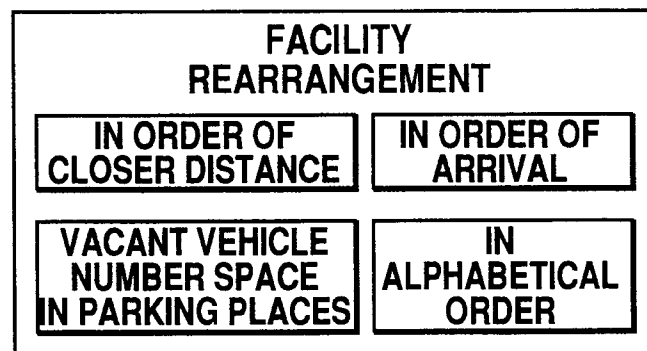 FACILITY
REARRANGEMENT
IN ORDER OF
CLOSER DISTANCE
IN ORDER OF
ARRIVAL
VACANT VEHICLE
NUMBER SPACE
IN PARKING PLACES
IN
ALPHABETICAL
ORDER